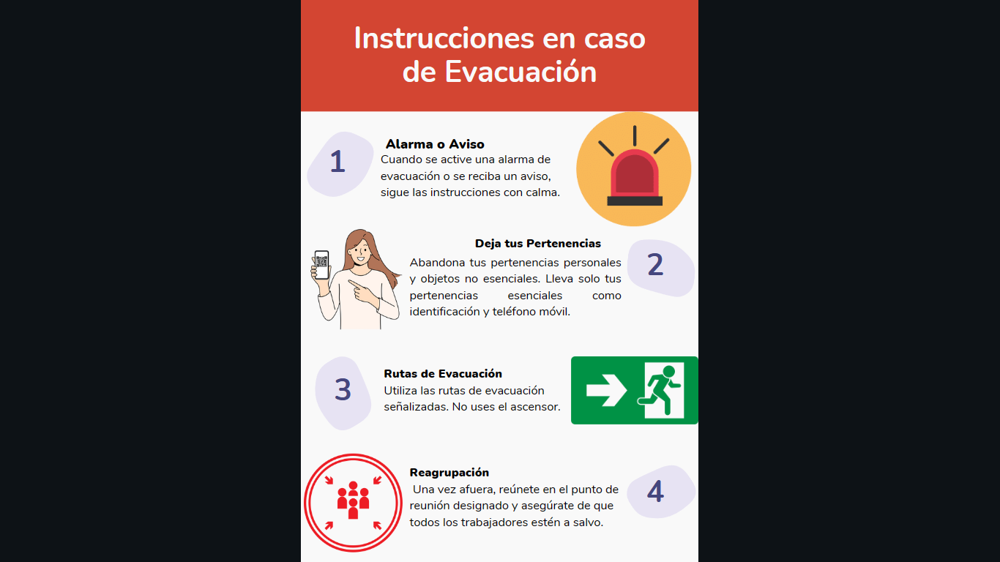 Instrucciones en caso
de Evacuación
1
Alarma o Aviso
Cuando se active una alarma de
evacuación o se reciba un aviso,
sigue las instrucciones con calma.
2
Deja tus Pertenencias
Abandona tus pertenencias personales
y objetos no esenciales. Lleva solo tus
pertenencias esenciales como
identificación y teléfono móvil.
3
Rutas de Evacuación
Utiliza las rutas de evacuación
señalizadas. No uses el ascensor.
4
Reagrupación
Una vez afuera, reúnete en el punto de
reunión designado y asegúrate de que
todos los trabajadores estén a salvo.